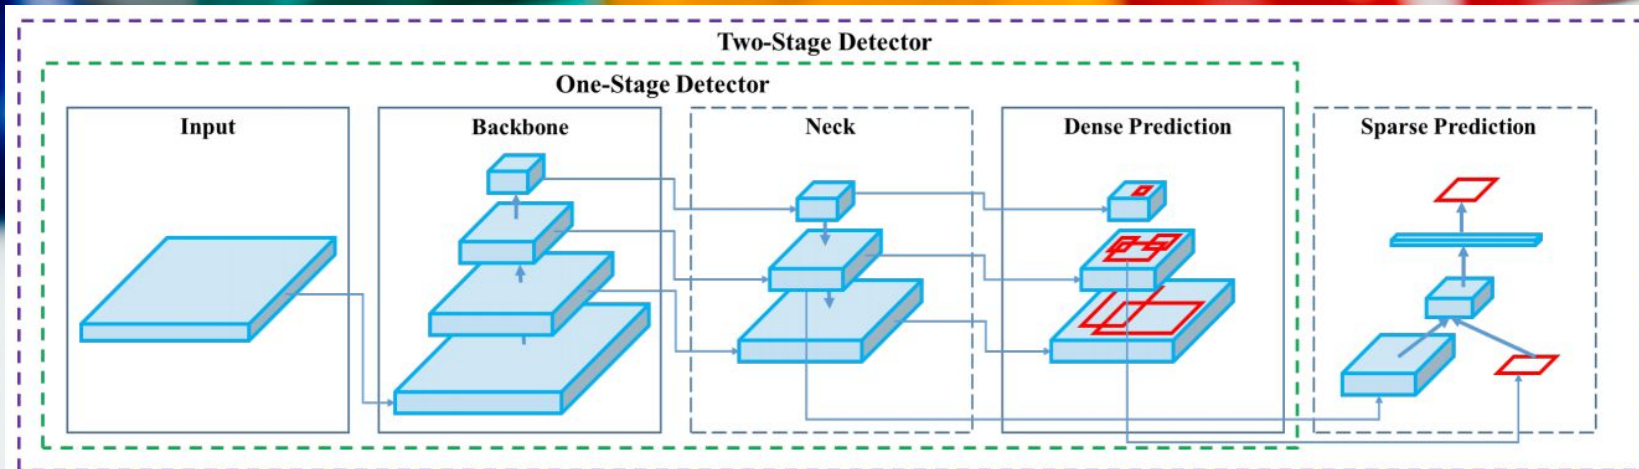 Two-Stage Detector
One-Stage Detector
Input
Backbone
Neck
Dense Prediction
Sparse Prediction